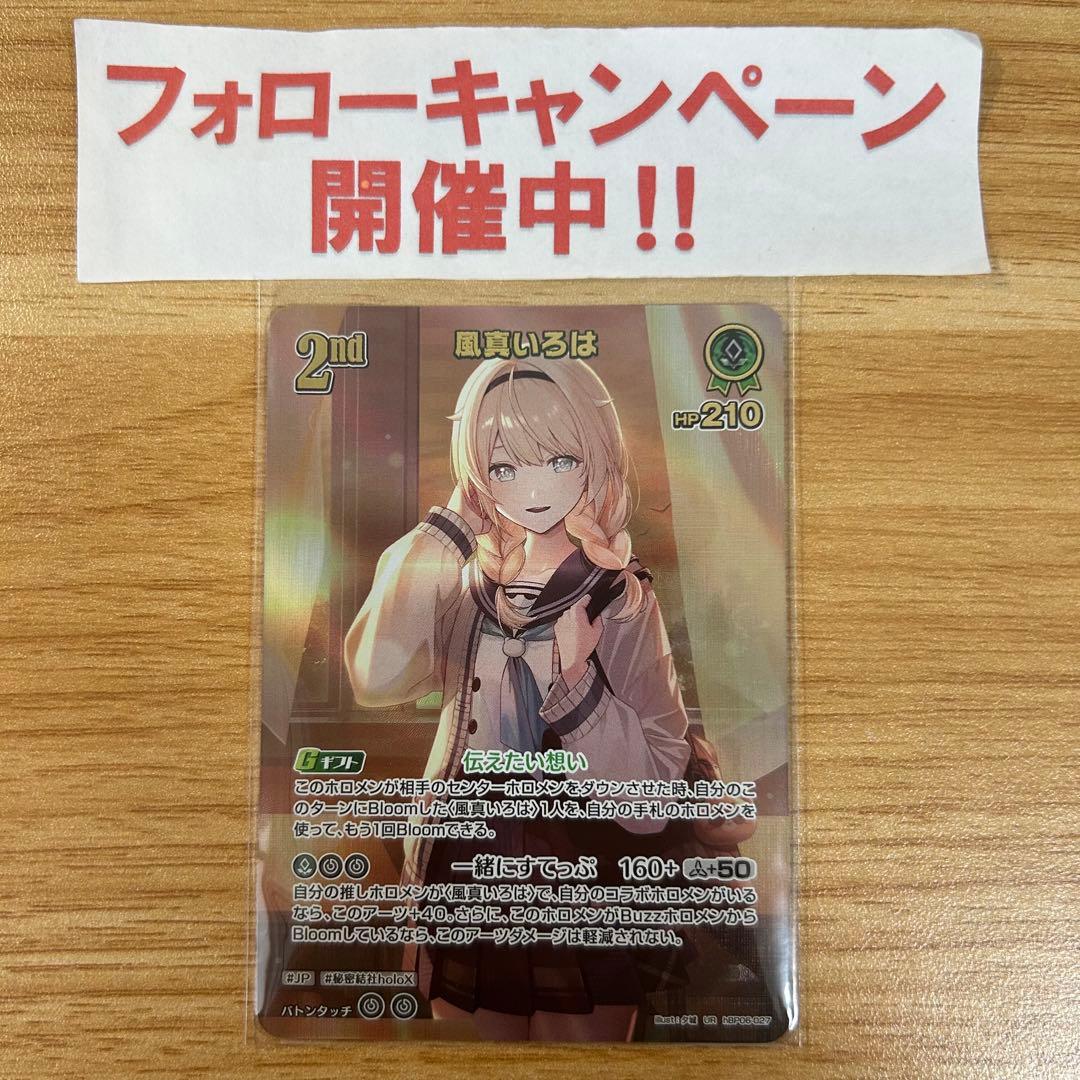 フォローキャンペーン
開催中!!
2nd
風真いろは
HP210
Gギフト 伝えたい想い
このホロメンが相手のセンターホロメンをダウンさせた時、自分のこ
のターンにBloomした〈風真いろは〉1人を、自分の手札のホロメンを
使って、もう1回Bloomできる。
一緒にすてっぷ 160+ +50
自分の推しホロメンが〈風真いろは〉で、自分のコラボホロメンがいる
なら、このアーツ+40。さらに、このホロメンがBuzzホロメンから
Bloomしているなら、このアーツダメージは軽減されない。
#JP #秘密結社holoX
バトンタッチ
illust:夕城 UR hBP06-027